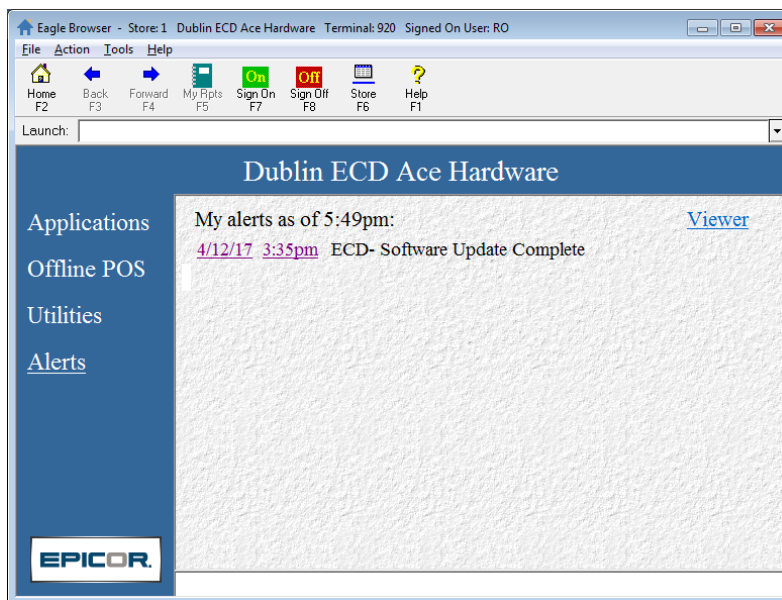 Eagle Browser - Store: 1 Dublin ECD Ace Hardware Terminal: 920 Signed On User: RO
File Action Tools Help
On Off ?
Home Back Forward My Rpts Sign On Sign Off Store Help
F2 F3 F4 F5 F7 F8 F6 F1
Launch:
Dublin ECD Ace Hardware
Applications
Offline POS
Utilities
Alerts
My alerts as of 5:49pm: Viewer
4/12/17 3:35pm ECD- Software Update Complete
EPICOR.